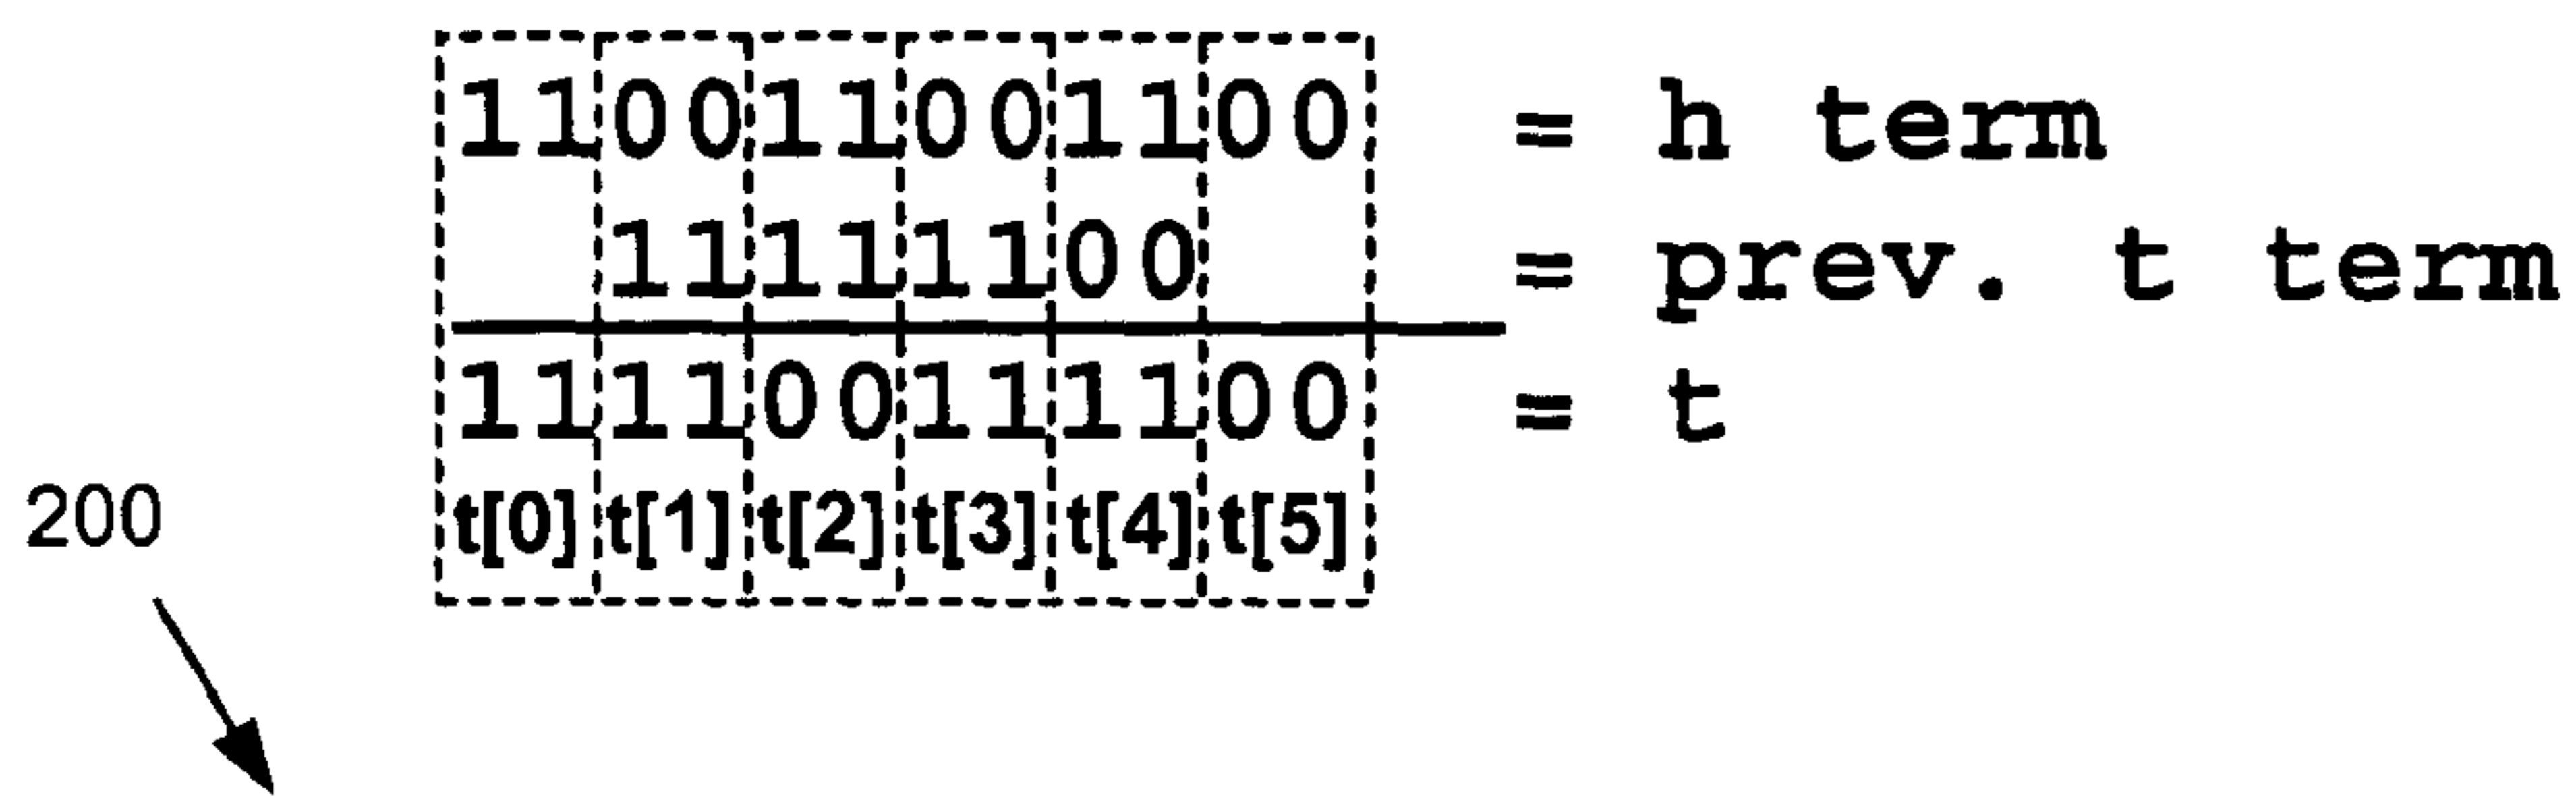 110011001100 = h term
11111100 = prev. t term
111100111100 = t
t[0] t[1] t[2] t[3] t[4] t[5]
200